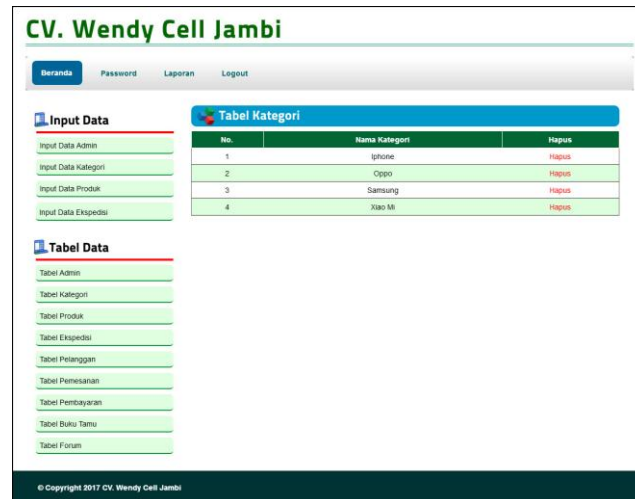 CV. Wendy Cell Jambi
Beranda Password Laporan Logout
Input Data
Input Data Admin
Input Data Kategori
Input Data Produk
Input Data Ekspedisi
Tabel Data
Tabel Admin
Tabel Kategori
Tabel Produk
Tabel Ekspedisi
Tabel Pelanggan
Tabel Pemesanan
Tabel Pembayaran
Tabel Buku Tamu
Tabel Forum
Tabel Kategori
No. Nama Kategori Hapus
1 Iphone Hapus
2 Oppo Hapus
3 Samsung Hapus
4 Xiao Mi Hapus
© Copyright 2017 CV. Wendy Cell Jambi